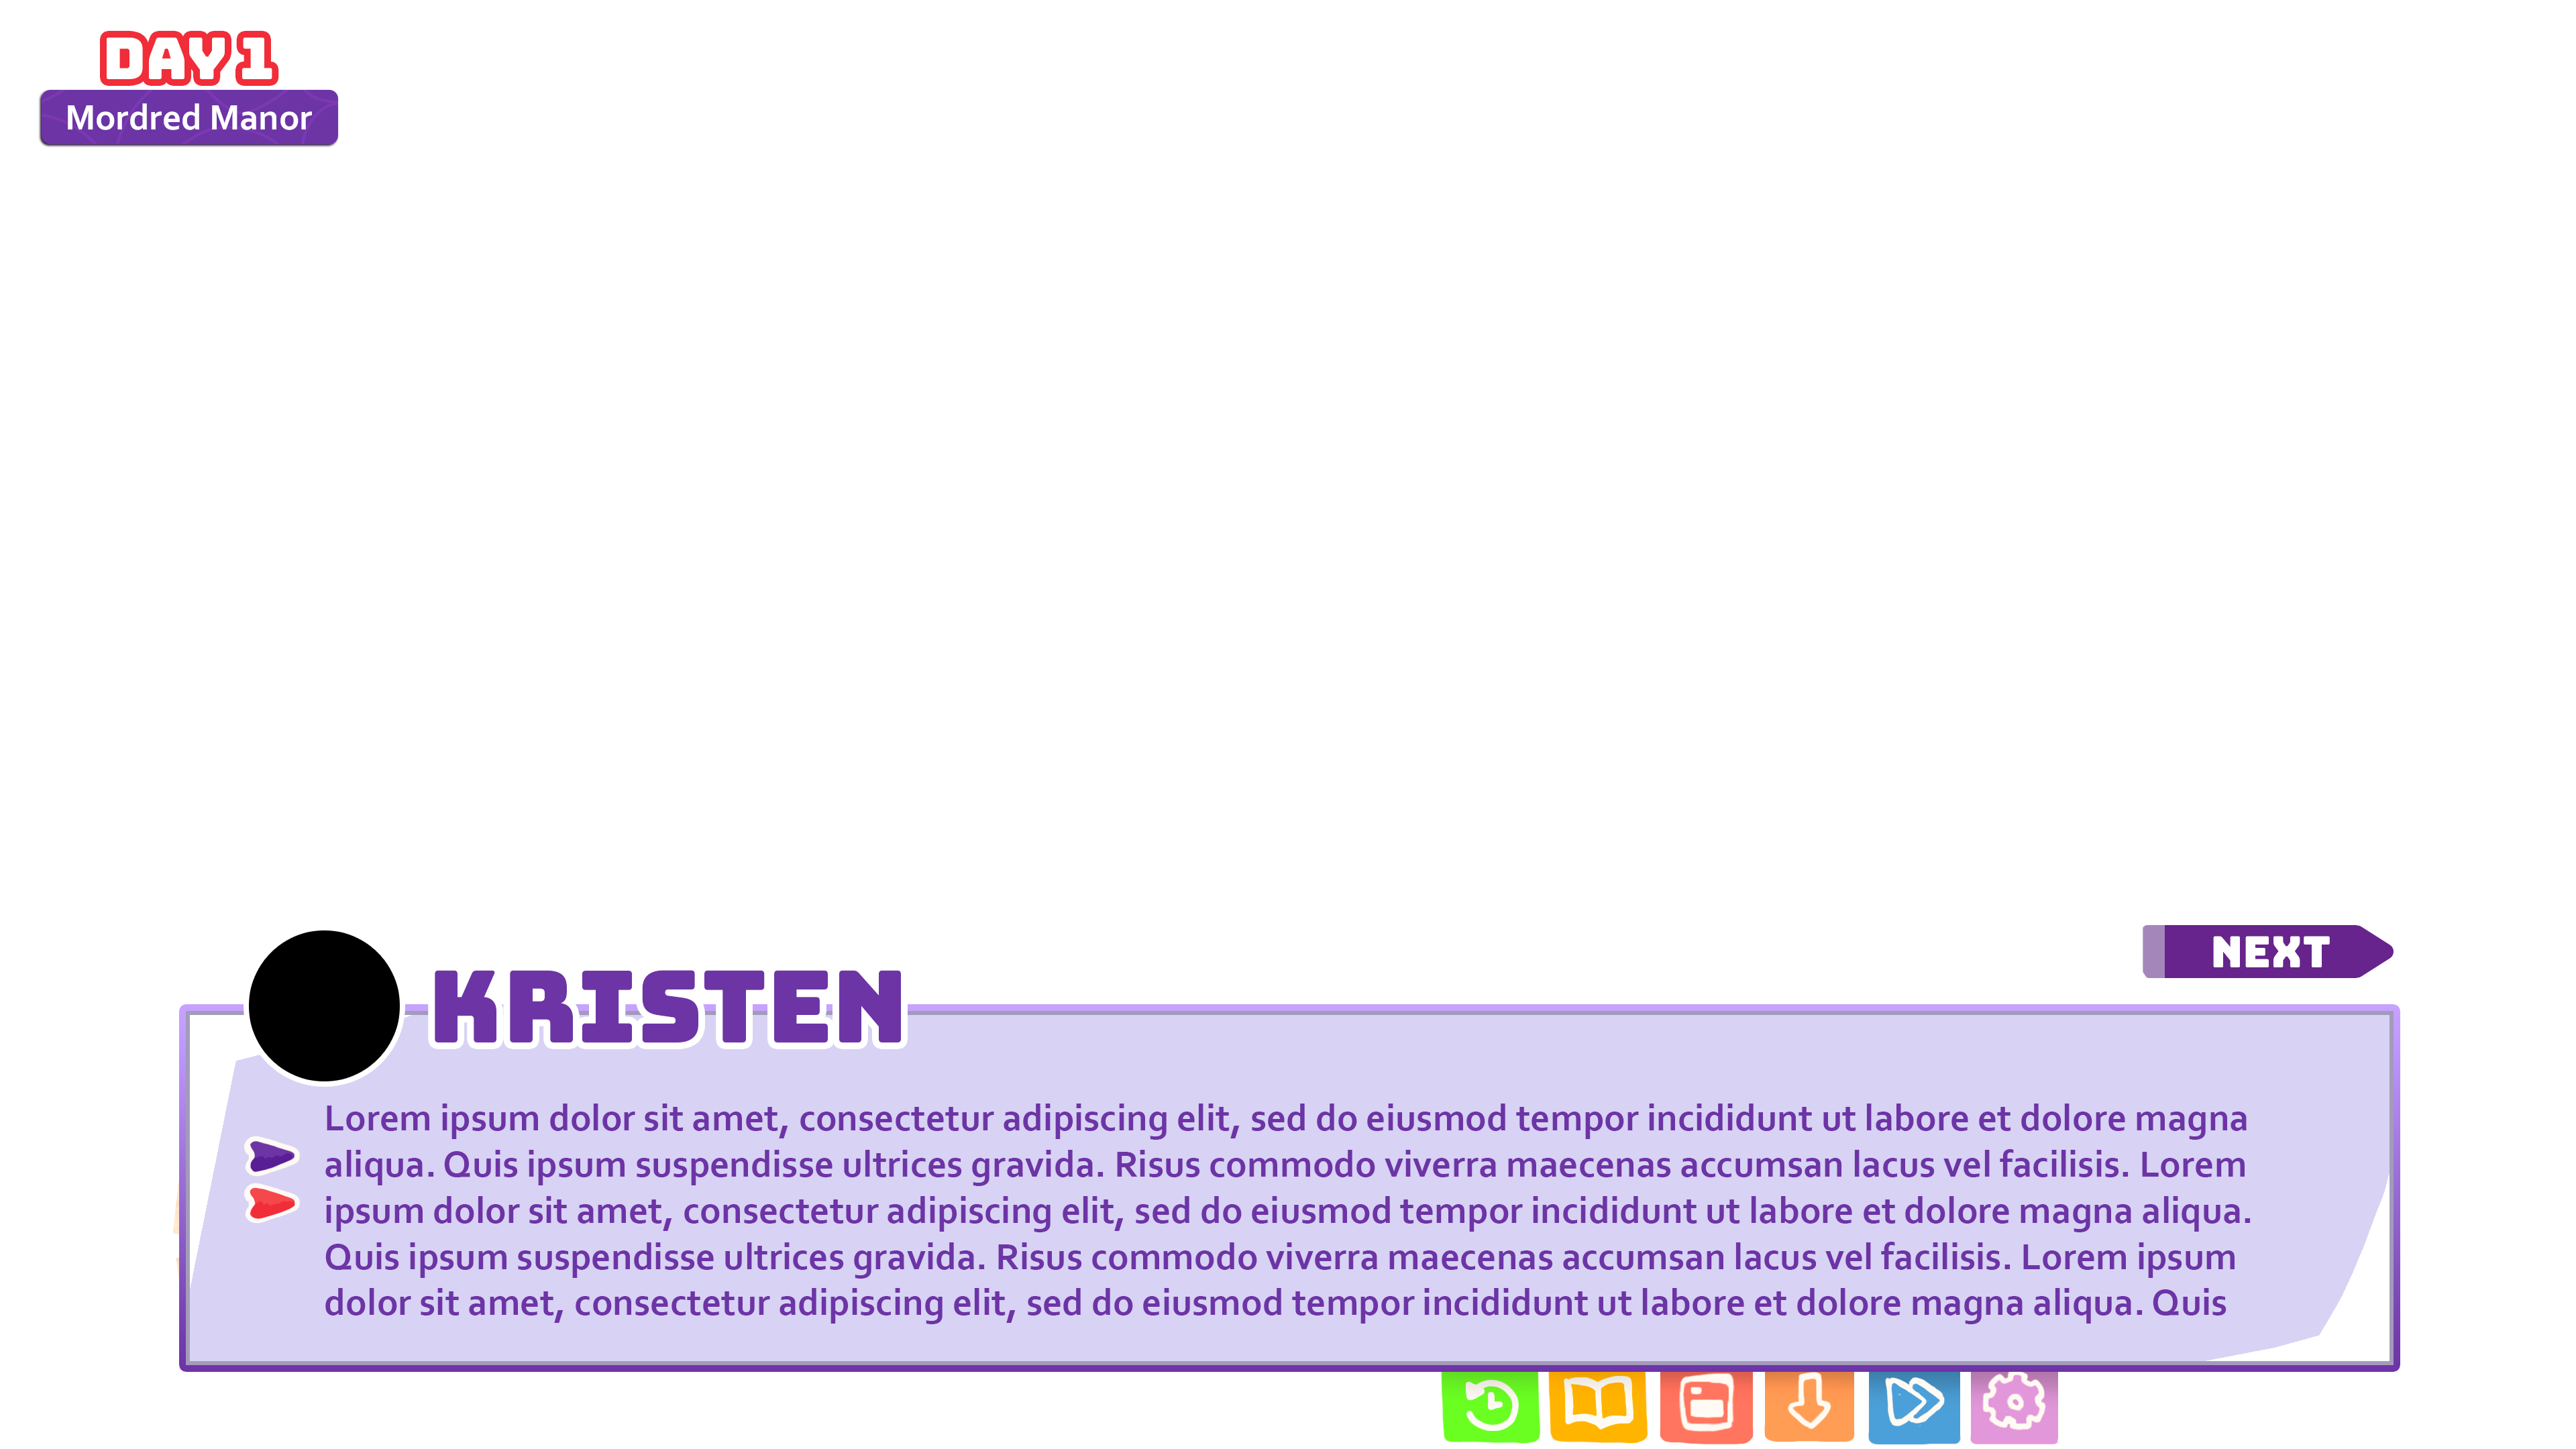 DAY 1
Mordred Manor
NEXT
KRISTEN
Lorem ipsum dolor sit amet, consectetur adipiscing elit, sed do eiusmod tempor incididunt ut labore et dolore magna
aliqua. Quis ipsum suspendisse ultrices gravida. Risus commodo viverra maecenas accumsan lacus vel facilisis. Lorem
ipsum dolor sit amet, consectetur adipiscing elit, sed do eiusmod tempor incididunt ut labore et dolore magna aliqua.
Quis ipsum suspendisse ultrices gravida. Risus commodo viverra maecenas accumsan lacus vel facilisis. Lorem ipsum
dolor sit amet, consectetur adipiscing elit, sed do eiusmod tempor incididunt ut labore et dolore magna aliqua. Quis